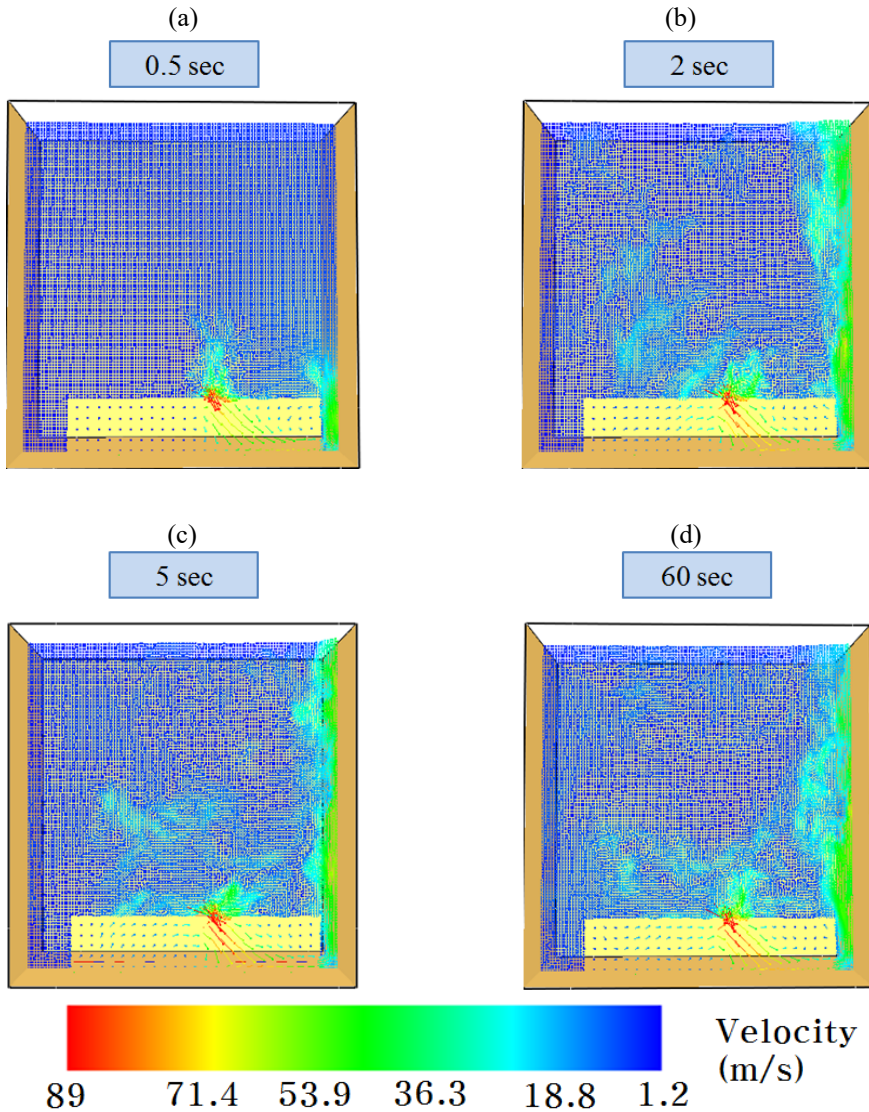 (a)
(b)
0.5 sec
2 sec
(c)
(d)
5 sec
60 sec
Velocity
(m/s)
89 71.4 53.9 36.3 18.8 1.2